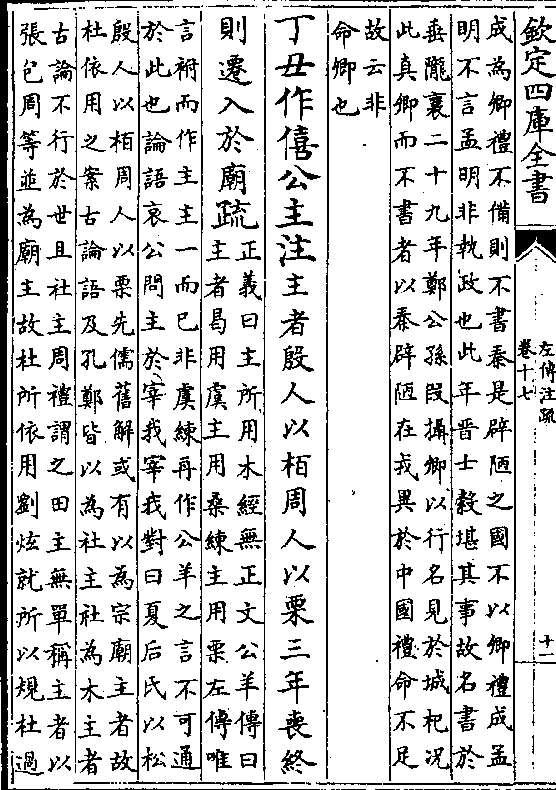 欽定四庫全書
左傳注疏
卷十七
十一
成為卿禮不備則不書秦是辟陋之國不以卿禮成孟
明不言孟明非執政也此年晋士縠堪其事故名書於
垂隴襄二十九年鄭公孫段攝卿以行名見於城杞况
此真卿而不書者以秦辟陋在戎異於中國禮命不足
故云非
命卿也
丁丑作僖公主注主者殷人以栢周人以栗三年喪終
則遷入於廟疏
正義曰主所用木經無正文公羊傳曰
主者曷用虞主用桑練主用栗左傳唯
言祔而作主主一而已非虞練再作公羊之言不可通
於此也論語哀公問主於宰我宰我對曰夏后氏以松
殷人以栢周人以栗先儒舊解或有以為宗廟主者故
杜依用之案古論語及孔鄭皆以為社主社為木主者
古論不行於世且社主周禮謂之田主無單稱主者以
張包周等並為廟主故杜所依用劉炫就所以規杜過